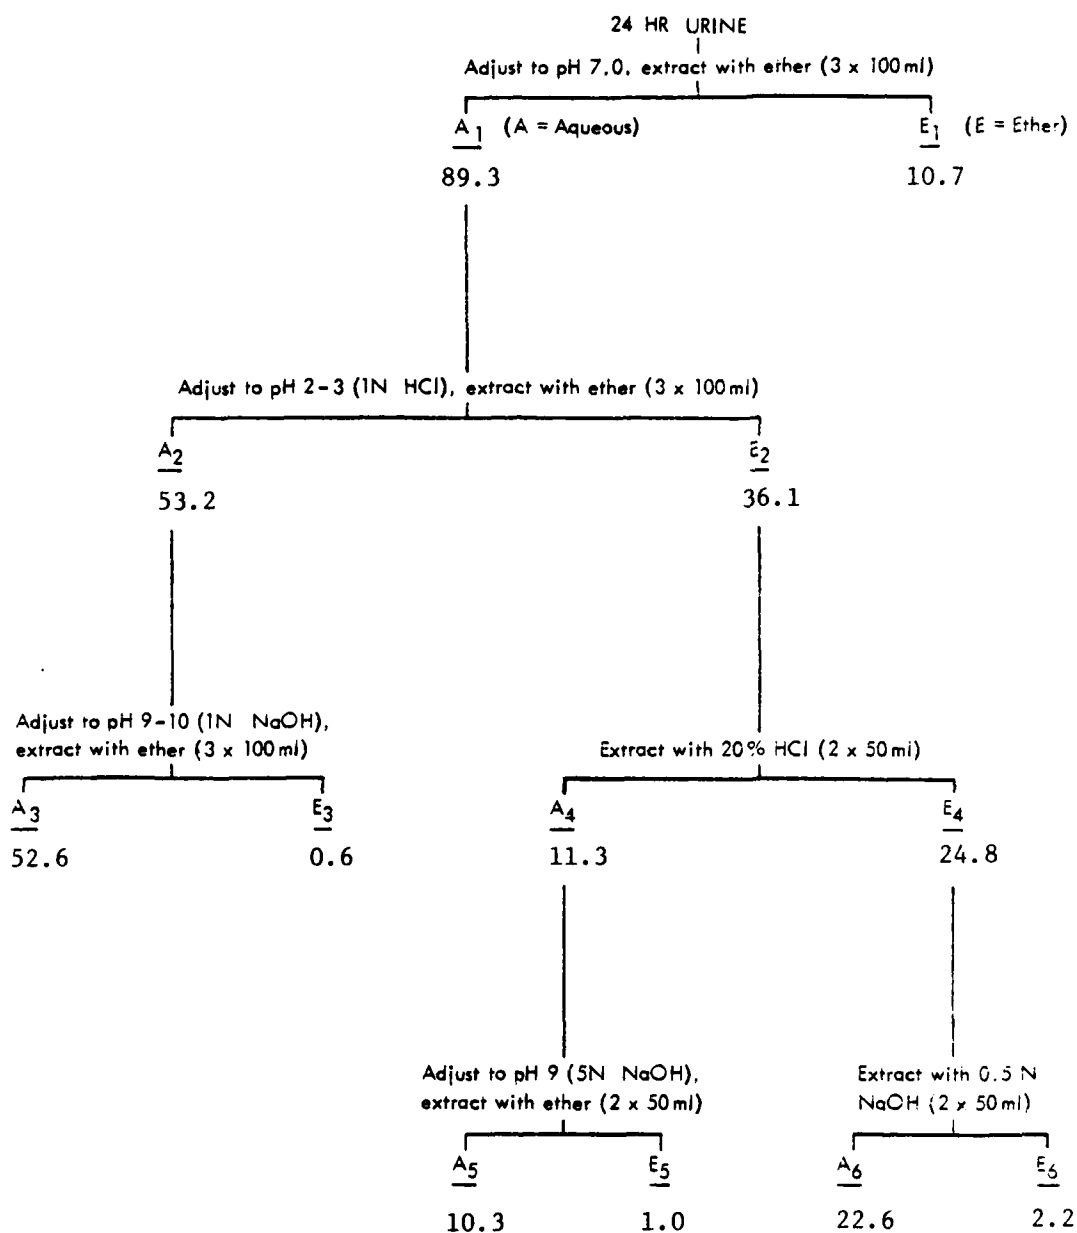 24 HR URINE
Adjust to pH 7.0, extract with ether (3 x 100 ml)
A1 (A = Aqueous)
E1 (E = Ether)
89.3
10.7
Adjust to pH 2-3 (1N HCl), extract with ether (3 x 100 ml)
A2
E2
53.2
36.1
Adjust to pH 9-10 (1N NaOH),
extract with ether (3 x 100 ml)
Extract with 20% HCl (2 x 50 ml)
A3
E3
A4
E4
52.6
0.6
11.3
24.8
Adjust to pH 9 (5N NaOH),
extract with ether (2 x 50 ml)
Extract with 0.5 N
NaOH (2 x 50 ml)
A5
E5
A6
E6
10.3
1.0
22.6
2.2